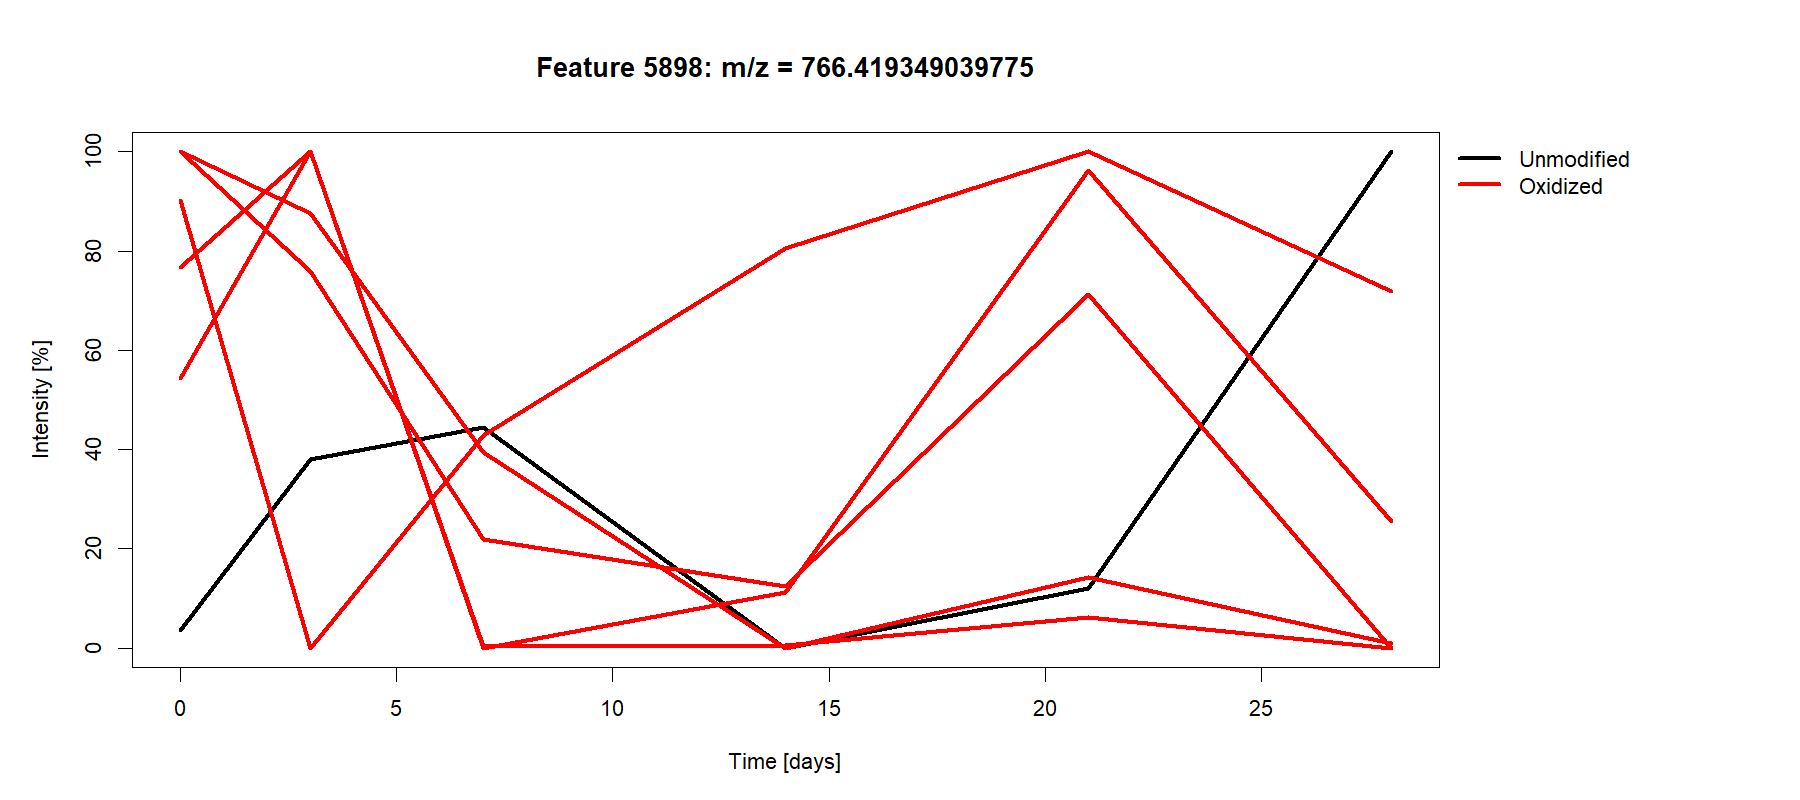 Feature 5898: m/z = 766.419349039775
Unmodified
Oxidized
100
80
60
40
20
0
Intensity [%]
0 5 10 15 20 25
Time [days]